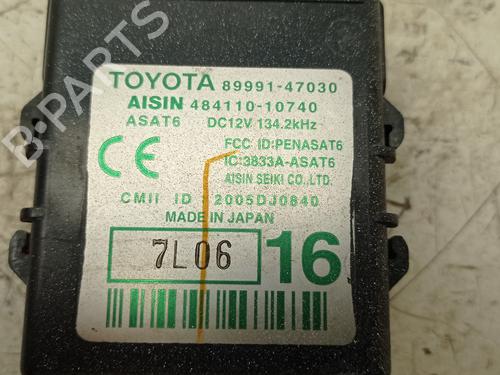 B-PARTS
TOYOTA 89991-47030
AISIN 484110-10740
ASAT6 DC12V 134.2kHz
CE FCC ID:PENASAT6
IC:3833A-ASAT6
AISIN SEIKI CO.,LTD.
CMII ID 2005DJ0840
MADE IN JAPAN
7L06 16